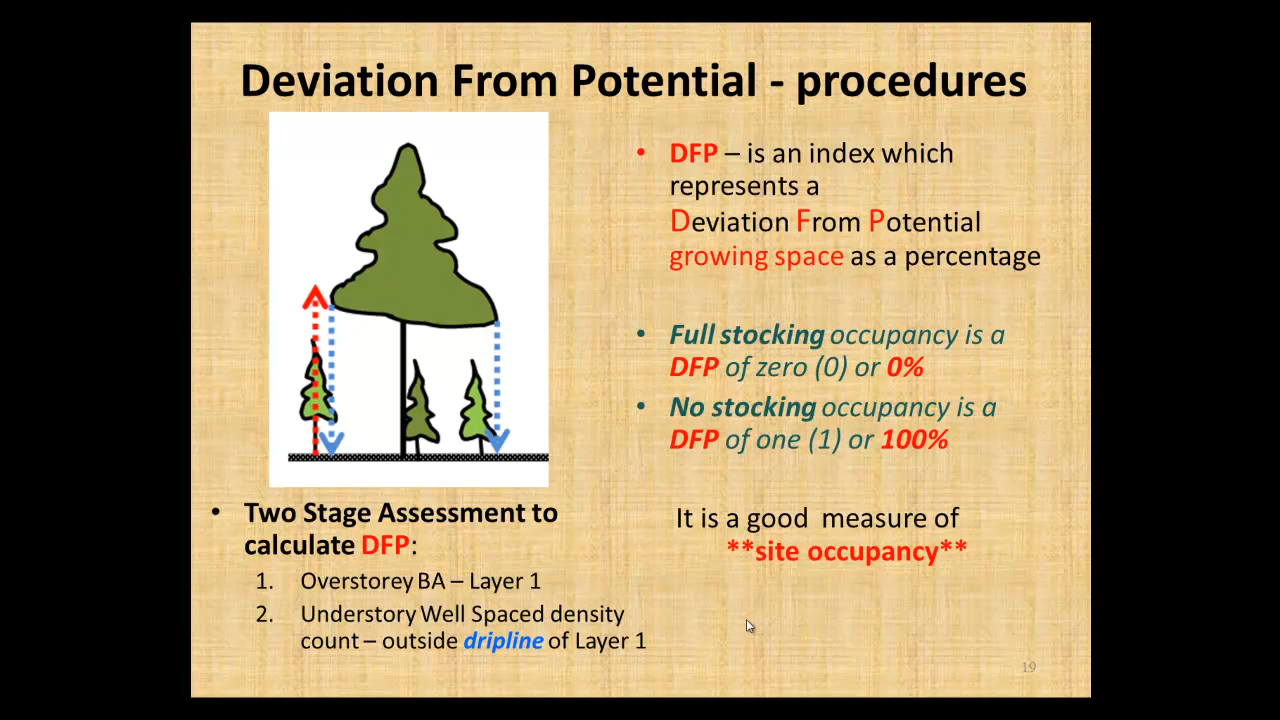 Deviation From Potential - procedures
• DFP – is an index which
represents a
Deviation From Potential
growing space as a percentage
• Full stocking occupancy is a
DFP of zero (0) or 0%
• No stocking occupancy is a
DFP of one (1) or 100%
It is a good measure of
**site occupancy**
• Two Stage Assessment to
calculate DFP:
1. Overstorey BA – Layer 1
2. Understory Well Spaced density
count – outside dripline of Layer 1
19